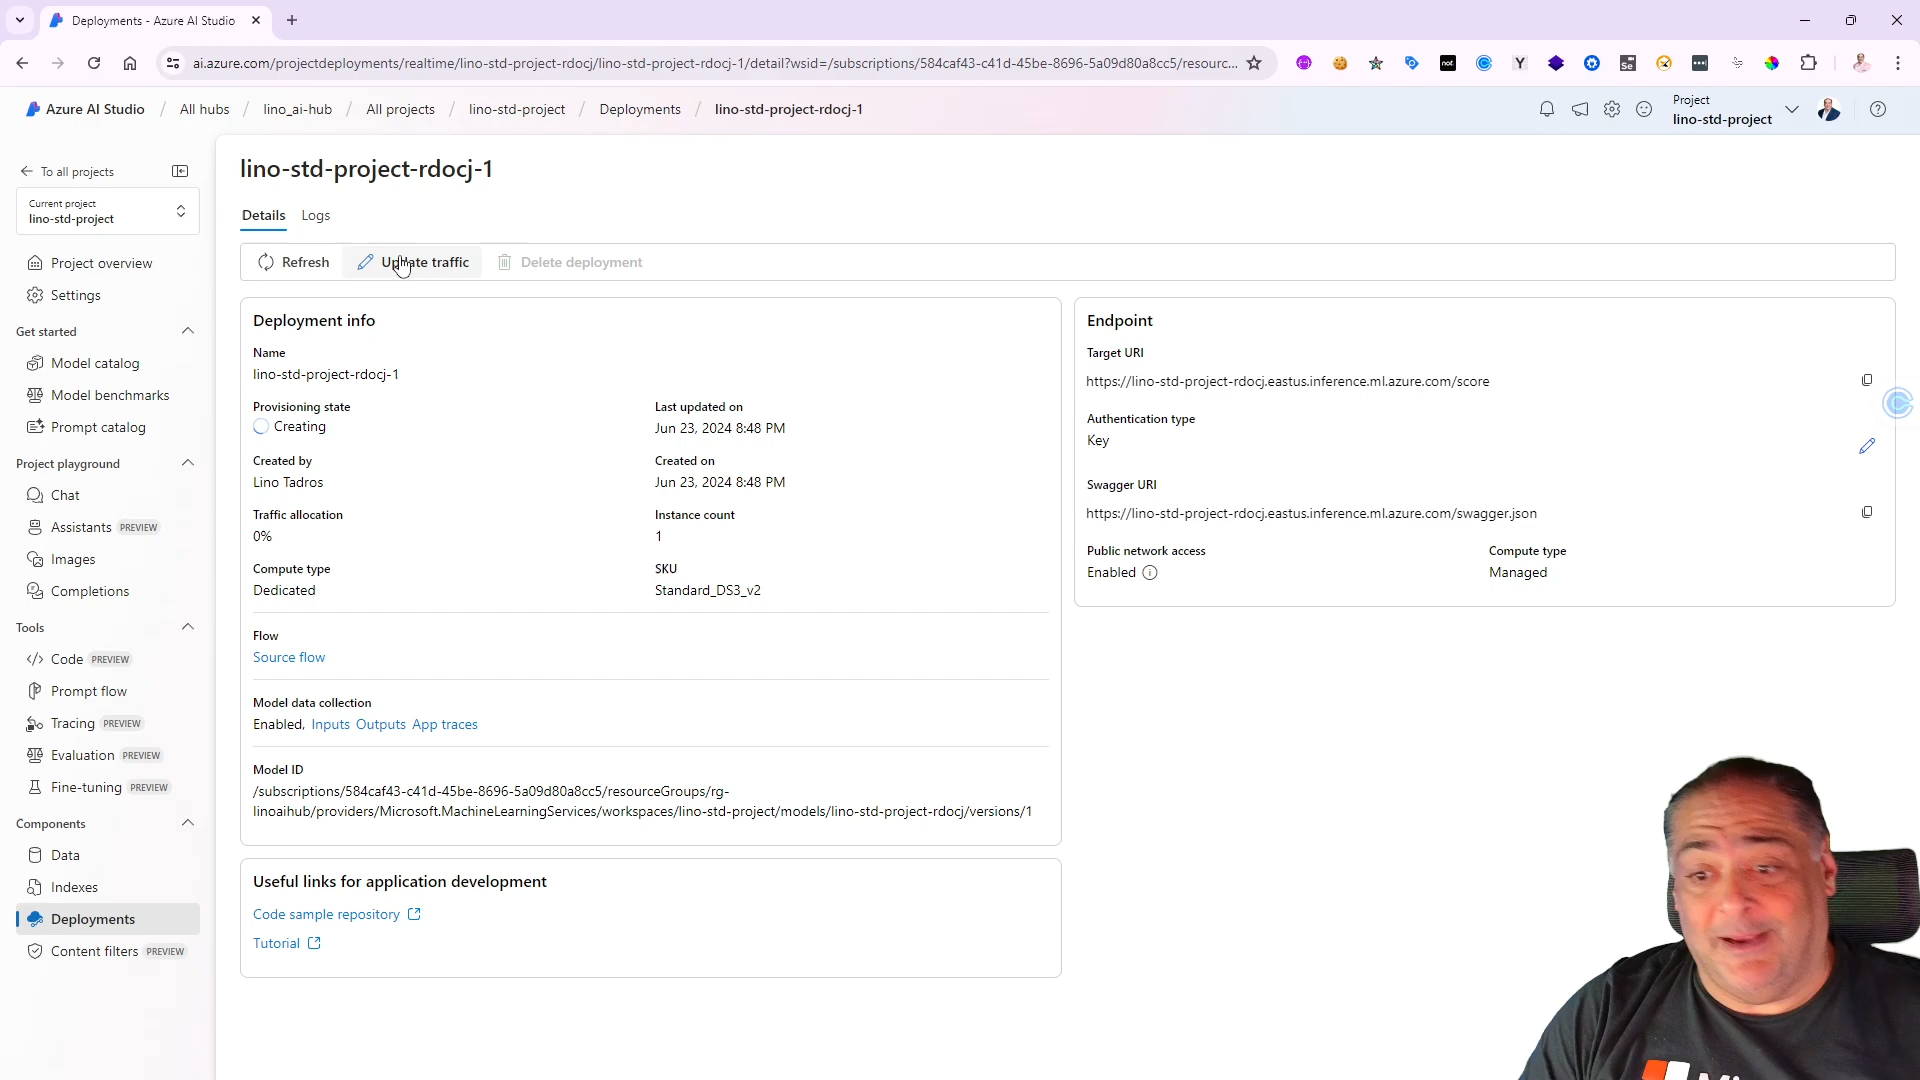 Deployments - Azure AI Studio
ai.azure.com/projectdeployments/realtime/lino-std-project-rdocj/lino-std-project-rdocj-1/detail?wsid=/subscriptions/584caf43-c41d-45be-8696-5a09d80a8cc5/resourc...
Azure AI Studio / All hubs / lino_ai-hub / All projects / lino-std-project / Deployments / lino-std-project-rdocj-1
Project
lino-std-project
To all projects
Current project
lino-std-project
Project overview
Settings
Get started
Model catalog
Model benchmarks
Prompt catalog
Project playground
Chat
Assistants PREVIEW
Images
Completions
Tools
Code PREVIEW
Prompt flow
Tracing PREVIEW
Evaluation PREVIEW
Fine-tuning PREVIEW
Components
Data
Indexes
Deployments
Content filters PREVIEW
lino-std-project-rdocj-1
Details Logs
Refresh Update traffic Delete deployment
Deployment info
Name
lino-std-project-rdocj-1
Provisioning state
Creating
Last updated on
Jun 23, 2024 8:48 PM
Created by
Lino Tadros
Created on
Jun 23, 2024 8:48 PM
Traffic allocation
0%
Instance count
1
Compute type
Dedicated
SKU
Standard_DS3_v2
Flow
Source flow
Model data collection
Enabled, Inputs Outputs App traces
Model ID
/subscriptions/584caf43-c41d-45be-8696-5a09d80a8cc5/resourceGroups/rg-
linoaihub/providers/Microsoft.MachineLearningServices/workspaces/lino-std-project/models/lino-std-project-rdocj/versions/1
Useful links for application development
Code sample repository
Tutorial
Endpoint
Target URI
https://lino-std-project-rdocj.eastus.inference.ml.azure.com/score
Authentication type
Key
Swagger URI
https://lino-std-project-rdocj.eastus.inference.ml.azure.com/swagger.json
Public network access
Enabled
Compute type
Managed